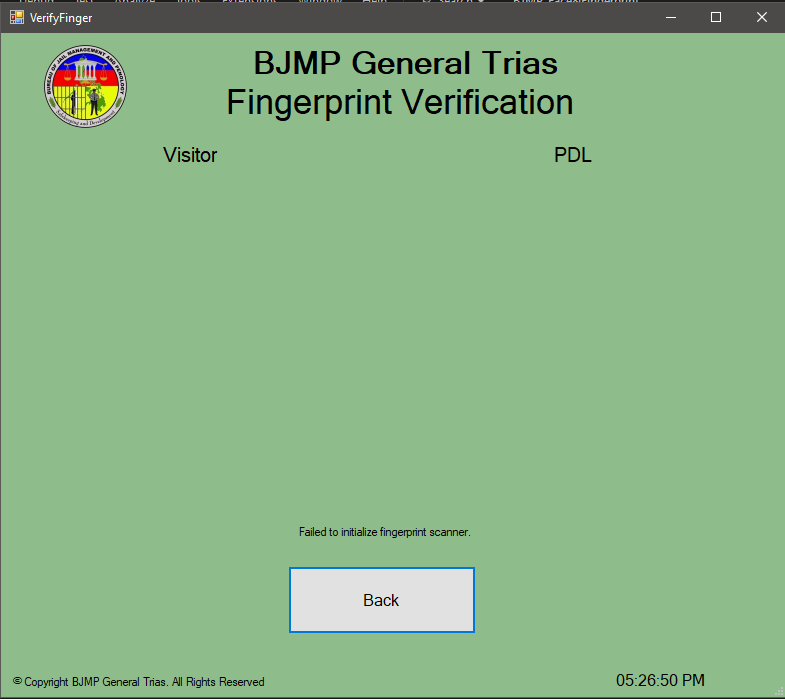 VerifyFinger
BJMP General Trias
Fingerprint Verification
Visitor
PDL
Failed to initialize fingerprint scanner.
Back
© Copyright BJMP General Trias. All Rights Reserved
05:26:50 PM